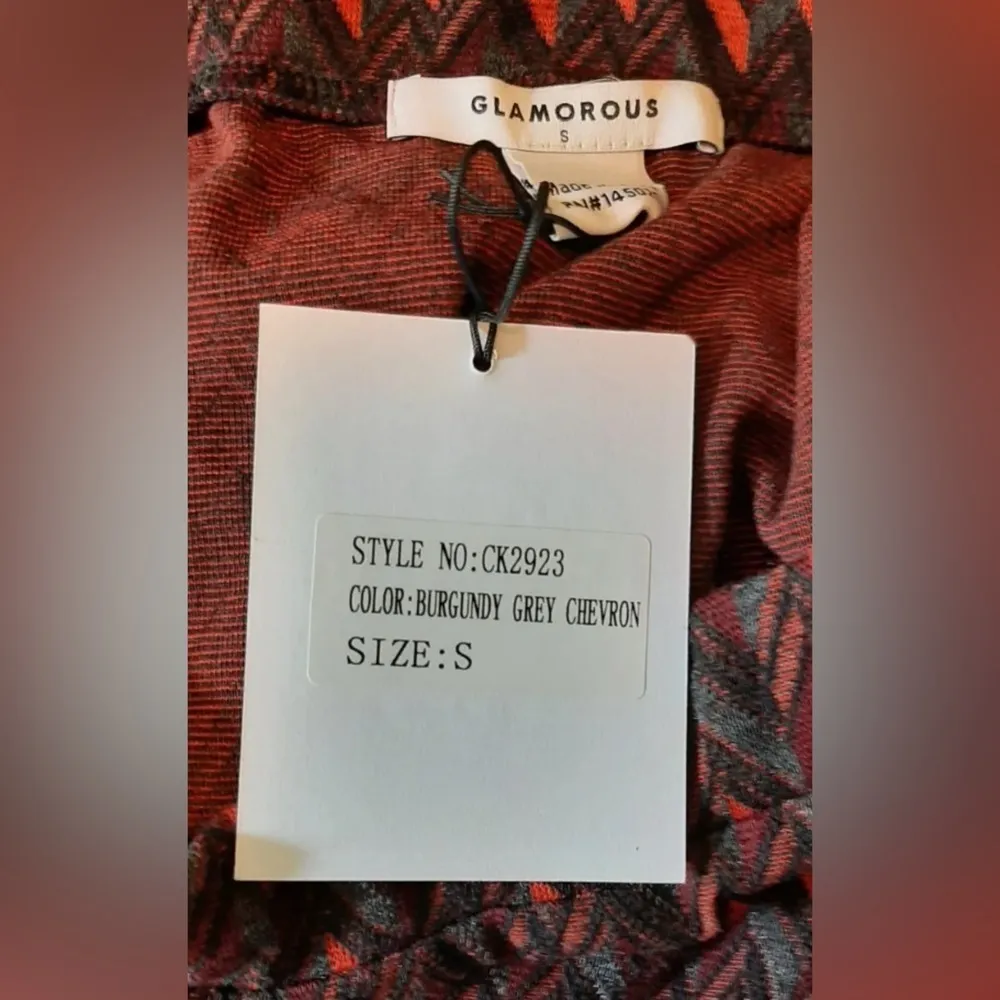 GLAMOROUS
S
STYLE NO:CK2923
COLOR:BURGUNDY GREY CHEVRON
SIZE:S